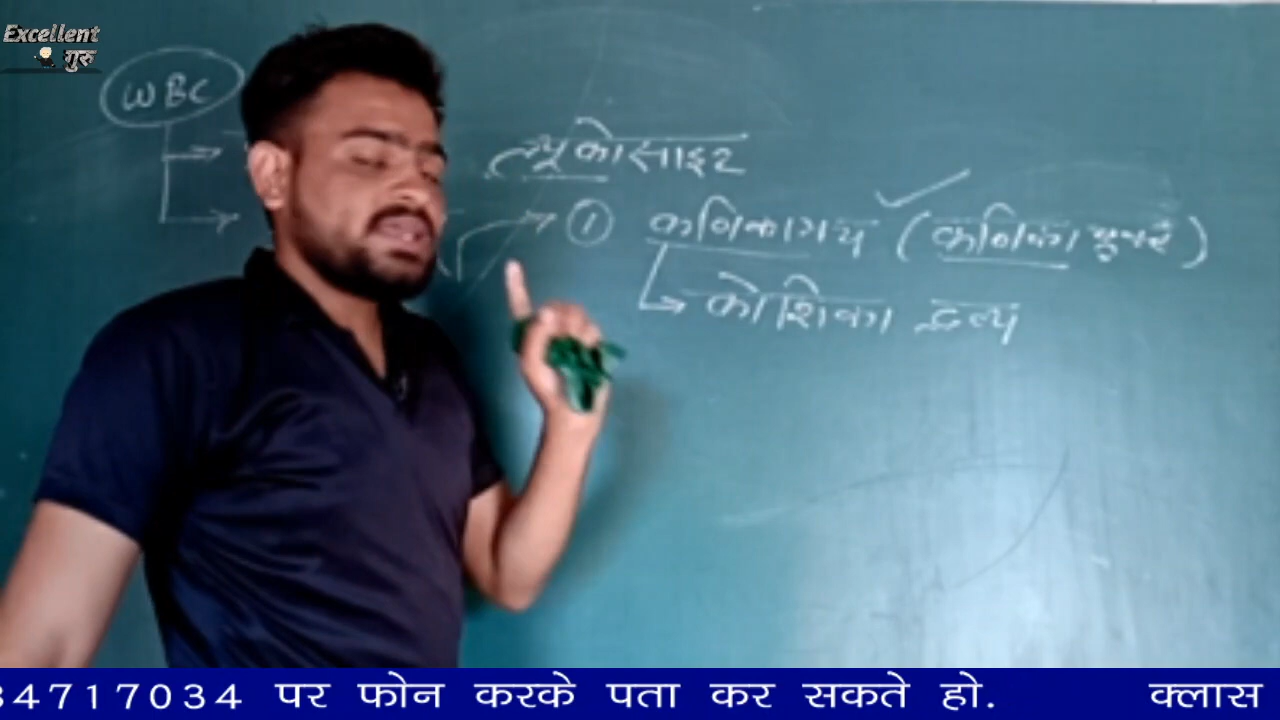 Excellent
गुरु
WBC
ल्यूकोसाइट
① कणिकामय (कणिका युक्त)
कोशिका द्रव्य
34717034 पर फोन करके पता कर सकते हो. क्लास